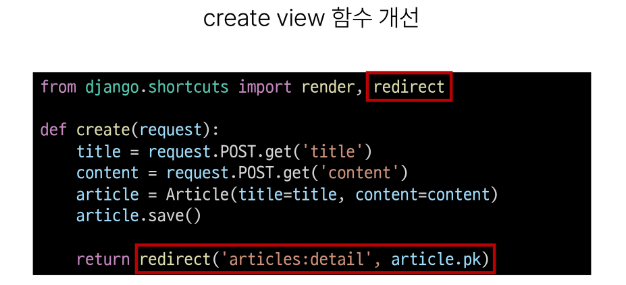 create view 함수 개선
from django.shortcuts import render, redirect
def create(request):
    title = request.POST.get('title')
    content = request.POST.get('content')
    article = Article(title=title, content=content)
    article.save()
    return redirect('articles:detail', article.pk)